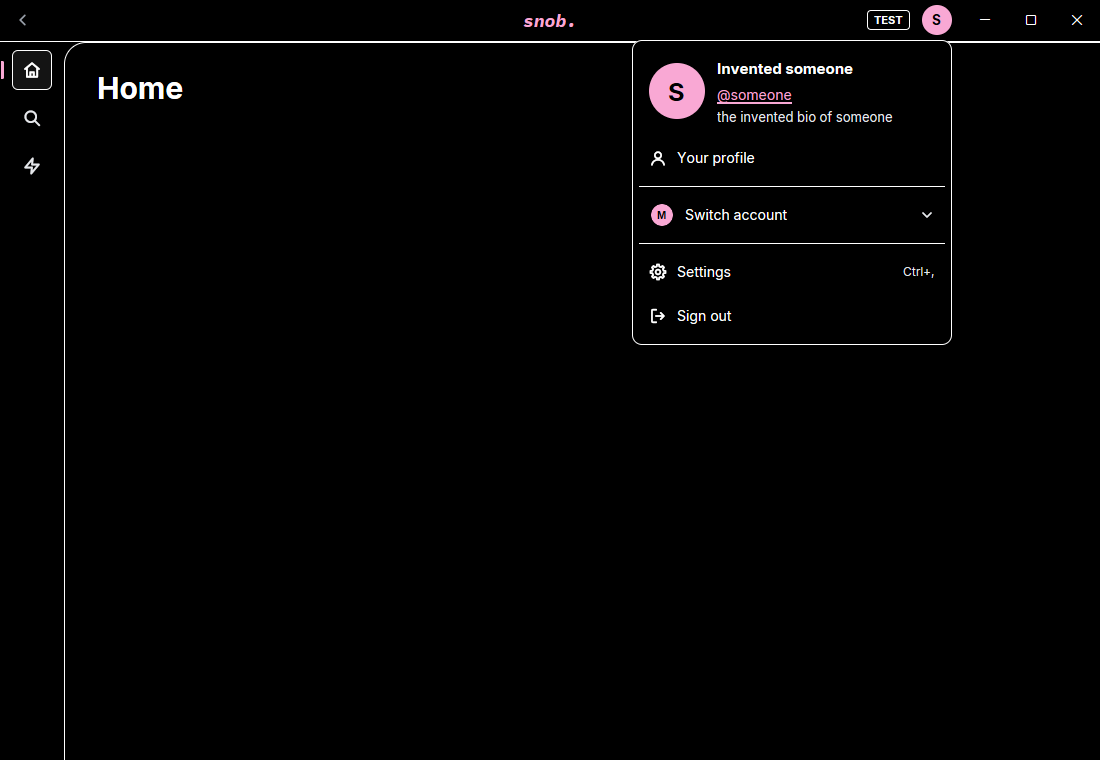 snob.
TEST
S
Home
S
Invented someone
@someone
the invented bio of someone
Your profile
M
Switch account
Settings
Ctrl+,
Sign out